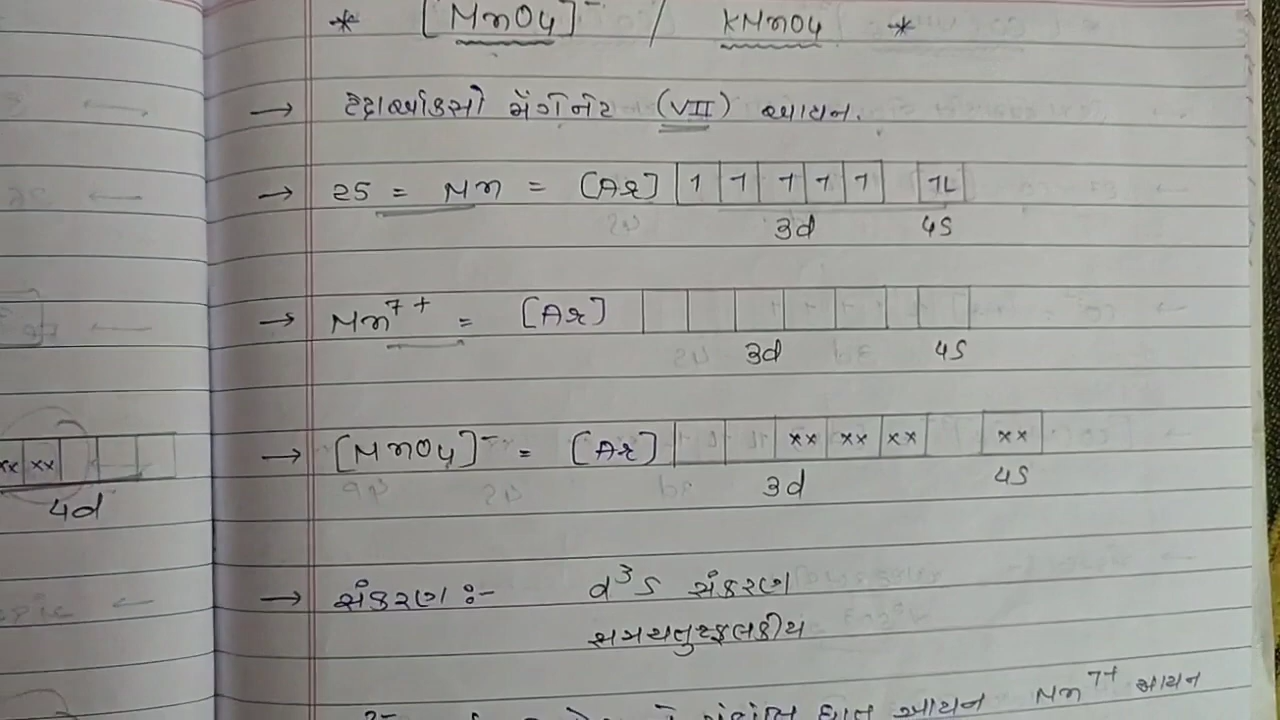 * [MnO4]⁻ / KMnO4 *
→ ટેટ્રાઓક્સો મેંગેનેટ (VII) આયન.
→ 25 = Mn = [Ar] 1 1 1 1 1 1L
3d 4S
→ Mn⁷⁺ = [Ar]
3d 4S
→ [MnO4]⁻ = [Ar] xx xx xx xx
3d 4S
xx xx
4d
→ સંકરણ :- d³s સંકરણ
સમચતુષ્ફલકીય
આયન Mn⁷⁺ આયન